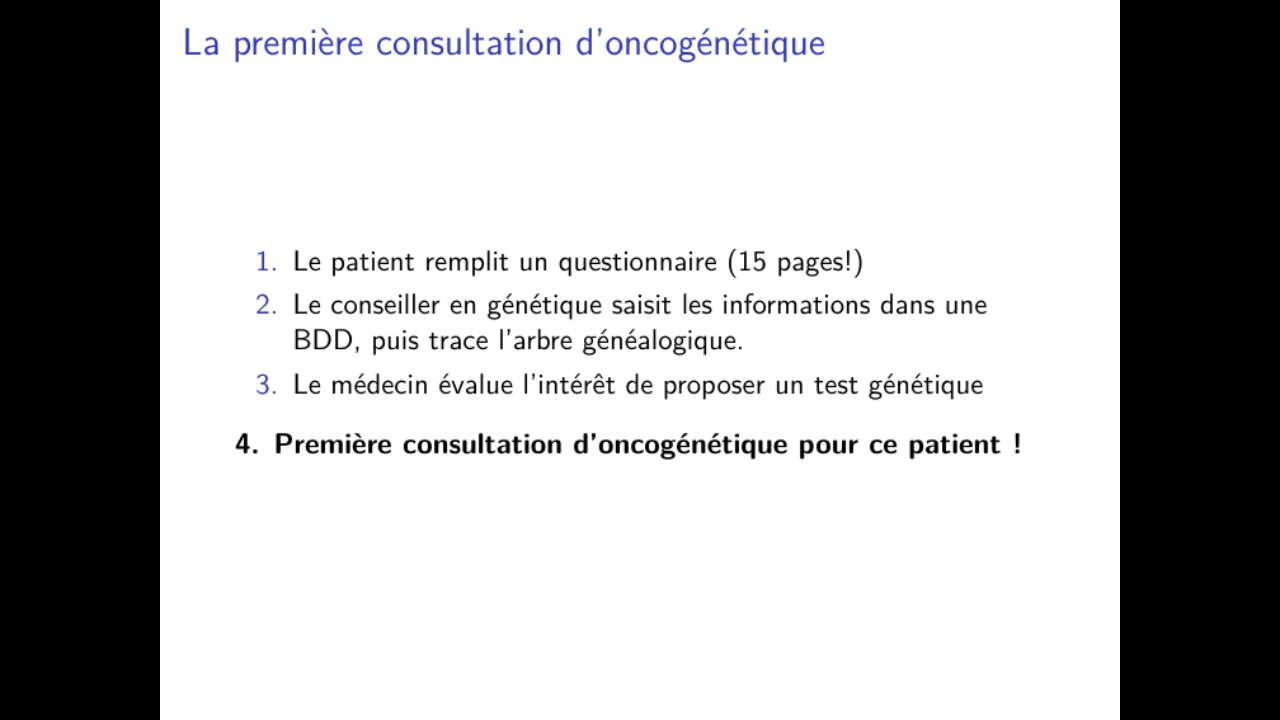 La première consultation d'oncogénétique
1. Le patient remplit un questionnaire (15 pages!)
2. Le conseiller en génétique saisit les informations dans une
BDD, puis trace l'arbre généalogique.
3. Le médecin évalue l'intérêt de proposer un test génétique
4. Première consultation d'oncogénétique pour ce patient !